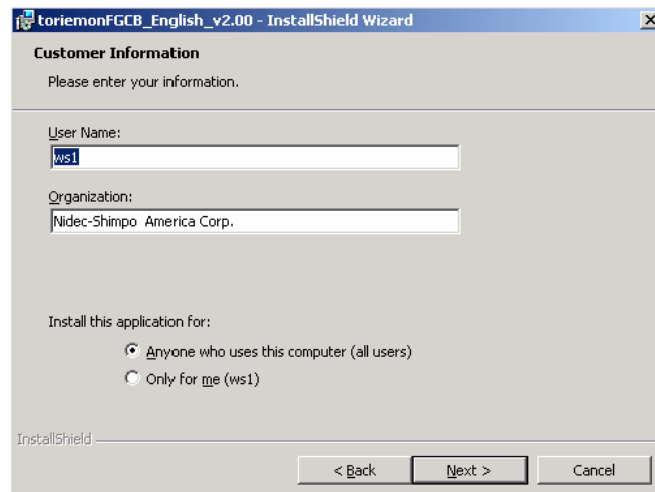 toriemonFGCB_English_v2.00 - InstallShield Wizard
Customer Information
Please enter your information.
User Name:
ws1
Organization:
Nidec-Shimpo America Corp.
Install this application for:
Anyone who uses this computer (all users)
Only for me (ws1)
InstallShield
< Back
Next >
Cancel